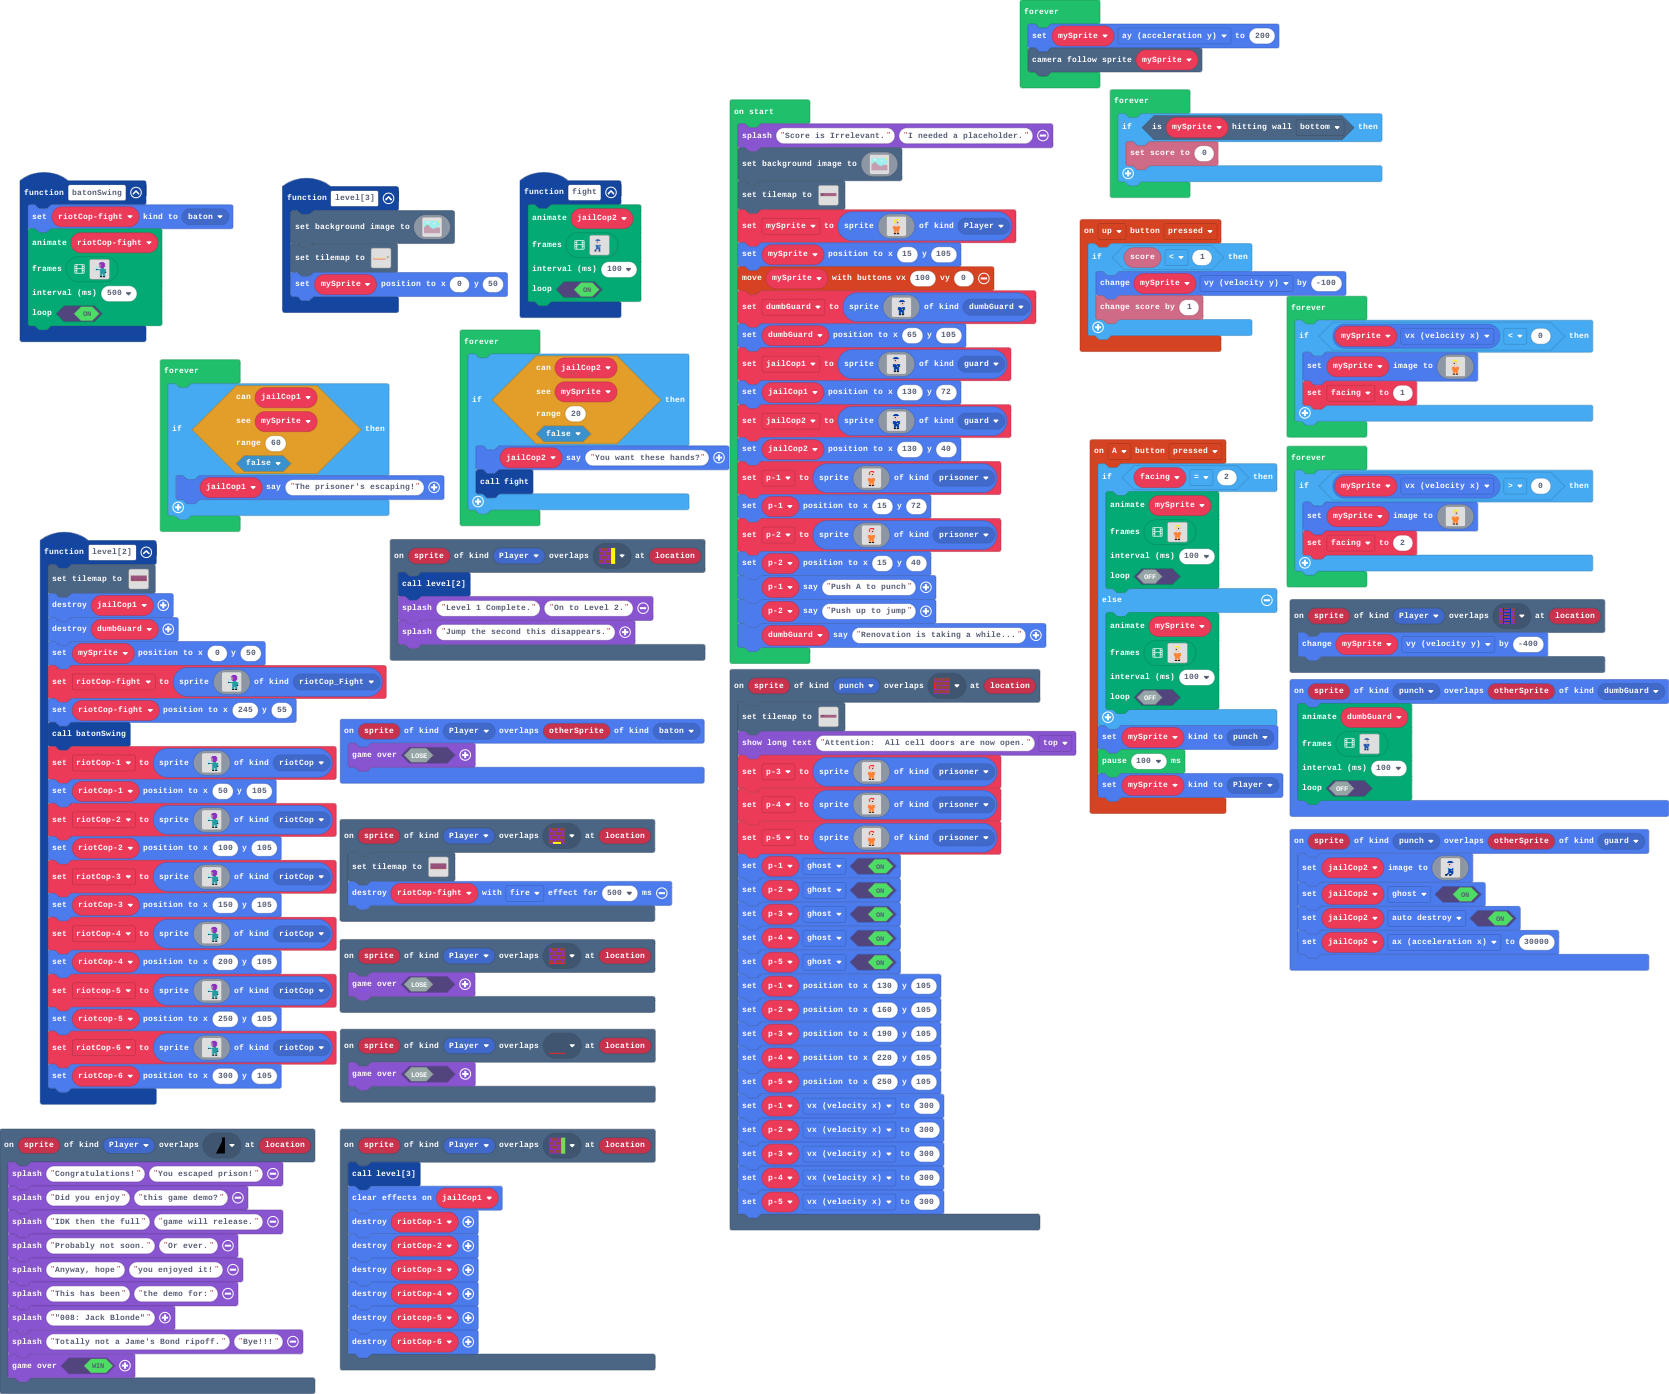 forever
set mySprite ay (acceleration y) to 200
camera follow sprite mySprite
forever
if is mySprite hitting wall bottom then
set score to 0
on start
splash "Score is Irrelevant." "I needed a placeholder."
set background image to
set tilemap to
set mySprite to sprite of kind Player
set mySprite position to x 15 y 105
move mySprite with buttons vx 100 vy 0
set dumbGuard to sprite of kind dumbGuard
set dumbGuard position to x 65 y 105
set jailCop1 to sprite of kind guard
set jailCop1 position to x 130 y 72
set jailCop2 to sprite of kind guard
set jailCop2 position to x 130 y 40
set p-1 to sprite of kind prisoner
set p-1 position to x 15 y 72
set p-2 to sprite of kind prisoner
set p-2 position to x 15 y 40
p-1 say "Push A to punch"
p-2 say "Push up to jump"
dumbGuard say "Renovation is taking a while..."
function batonSwing
set riotCop-fight kind to baton
animate riotCop-fight
frames
interval (ms) 500
loop ON
function level[3]
set background image to
set tilemap to
set mySprite position to x 0 y 50
function fight
animate jailCop2
frames
interval (ms) 100
loop ON
on up button pressed
if score < 1 then
change mySprite vy (velocity y) by -100
change score by 1
forever
if mySprite vx (velocity x) < 0 then
set mySprite image to
set facing to 1
forever
if can jailCop1
see mySprite
range 60
false
then
jailCop1 say "The prisoner's escaping!"
forever
if can jailCop2
see mySprite
range 20
false
then
jailCop2 say "You want these hands?"
call fight
on A button pressed
if facing = 2 then
animate mySprite
frames
interval (ms) 100
loop OFF
else
animate mySprite
frames
interval (ms) 100
loop OFF
set mySprite kind to punch
pause 100 ms
set mySprite kind to Player
forever
if mySprite vx (velocity x) > 0 then
set mySprite image to
set facing to 2
function level[2]
set tilemap to
destroy jailCop1
destroy dumbGuard
set mySprite position to x 0 y 50
set riotCop-fight to sprite of kind riotCop_Fight
set riotCop-fight position to x 245 y 55
call batonSwing
set riotCop-1 to sprite of kind riotCop
set riotCop-1 position to x 50 y 105
set riotCop-2 to sprite of kind riotCop
set riotCop-2 position to x 100 y 105
set riotCop-3 to sprite of kind riotCop
set riotCop-3 position to x 150 y 105
set riotCop-4 to sprite of kind riotCop
set riotCop-4 position to x 200 y 105
set riotcop-5 to sprite of kind riotCop
set riotcop-5 position to x 250 y 105
set riotCop-6 to sprite of kind riotCop
set riotCop-6 position to x 300 y 105
on sprite of kind Player overlaps at location
call level[2]
splash "Level 1 Complete." "On to Level 2."
splash "Jump the second this disappears."
on sprite of kind Player overlaps otherSprite of kind baton
game over LOSE
on sprite of kind Player overlaps at location
set tilemap to
destroy riotCop-fight with fire effect for 500 ms
on sprite of kind Player overlaps at location
game over LOSE
on sprite of kind Player overlaps at location
game over LOSE
on sprite of kind punch overlaps at location
set tilemap to
show long text "Attention:  All cell doors are now open." top
set p-3 to sprite of kind prisoner
set p-4 to sprite of kind prisoner
set p-5 to sprite of kind prisoner
set p-1 ghost ON
set p-2 ghost ON
set p-3 ghost ON
set p-4 ghost ON
set p-5 ghost ON
set p-1 position to x 130 y 105
set p-2 position to x 160 y 105
set p-3 position to x 190 y 105
set p-4 position to x 220 y 105
set p-5 position to x 250 y 105
set p-1 vx (velocity x) to 300
set p-2 vx (velocity x) to 300
set p-3 vx (velocity x) to 300
set p-4 vx (velocity x) to 300
set p-5 vx (velocity x) to 300
on sprite of kind Player overlaps at location
change mySprite vy (velocity y) by -400
on sprite of kind punch overlaps otherSprite of kind dumbGuard
animate dumbGuard
frames
interval (ms) 100
loop OFF
on sprite of kind punch overlaps otherSprite of kind guard
set jailCop2 image to
set jailCop2 ghost ON
set jailCop2 auto destroy ON
set jailCop2 ax (acceleration x) to 30000
on sprite of kind Player overlaps at location
splash "Congratulations!" "You escaped prison!"
splash "Did you enjoy" "this game demo?"
splash "IDK then the full" "game will release."
splash "Probably not soon." "Or ever."
splash "Anyway, hope" "you enjoyed it!"
splash "This has been" "the demo for:"
splash ""008: Jack Blonde""
splash "Totally not a Jame's Bond ripoff." "Bye!!!"
game over WIN
on sprite of kind Player overlaps at location
call level[3]
clear effects on jailCop1
destroy riotCop-1
destroy riotCop-2
destroy riotCop-3
destroy riotCop-4
destroy riotcop-5
destroy riotCop-6